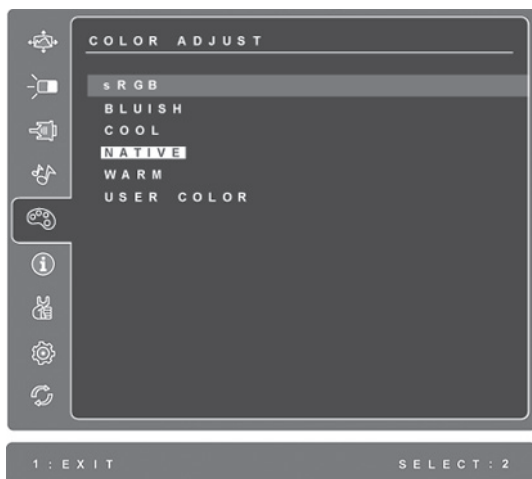 COLOR ADJUST
sRGB
BLUISH
COOL
NATIVE
WARM
USER COLOR
1:EXIT SELECT:2